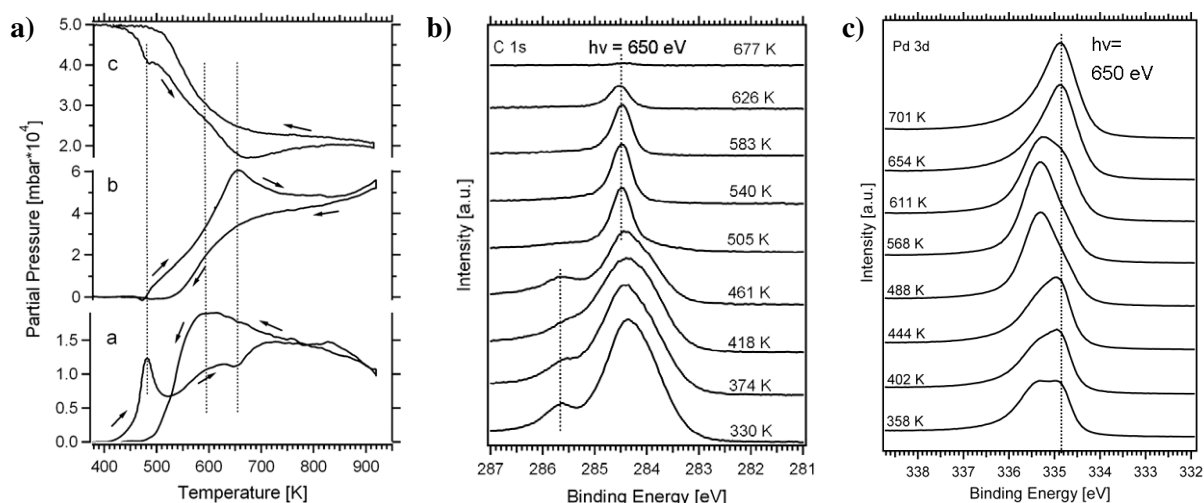 a)
5.0
4.0
3.0
2.0
6
4
2
0
1.5
1.0
0.5
0.0
c
b
a
400 500 600 700 800 900
Temperature [K]
Partial Pressure [mbar*10⁴]
b)
C 1s
hν = 650 eV
677 K
626 K
583 K
540 K
505 K
461 K
418 K
374 K
330 K
287 286 285 284 283 282 281
Binding Energy [eV]
Intensity [a.u.]
c)
Pd 3d
hν=
650 eV
701 K
654 K
611 K
568 K
488 K
444 K
402 K
358 K
338 337 336 335 334 333 332
Binding Energy [eV]
Intensity [a.u.]